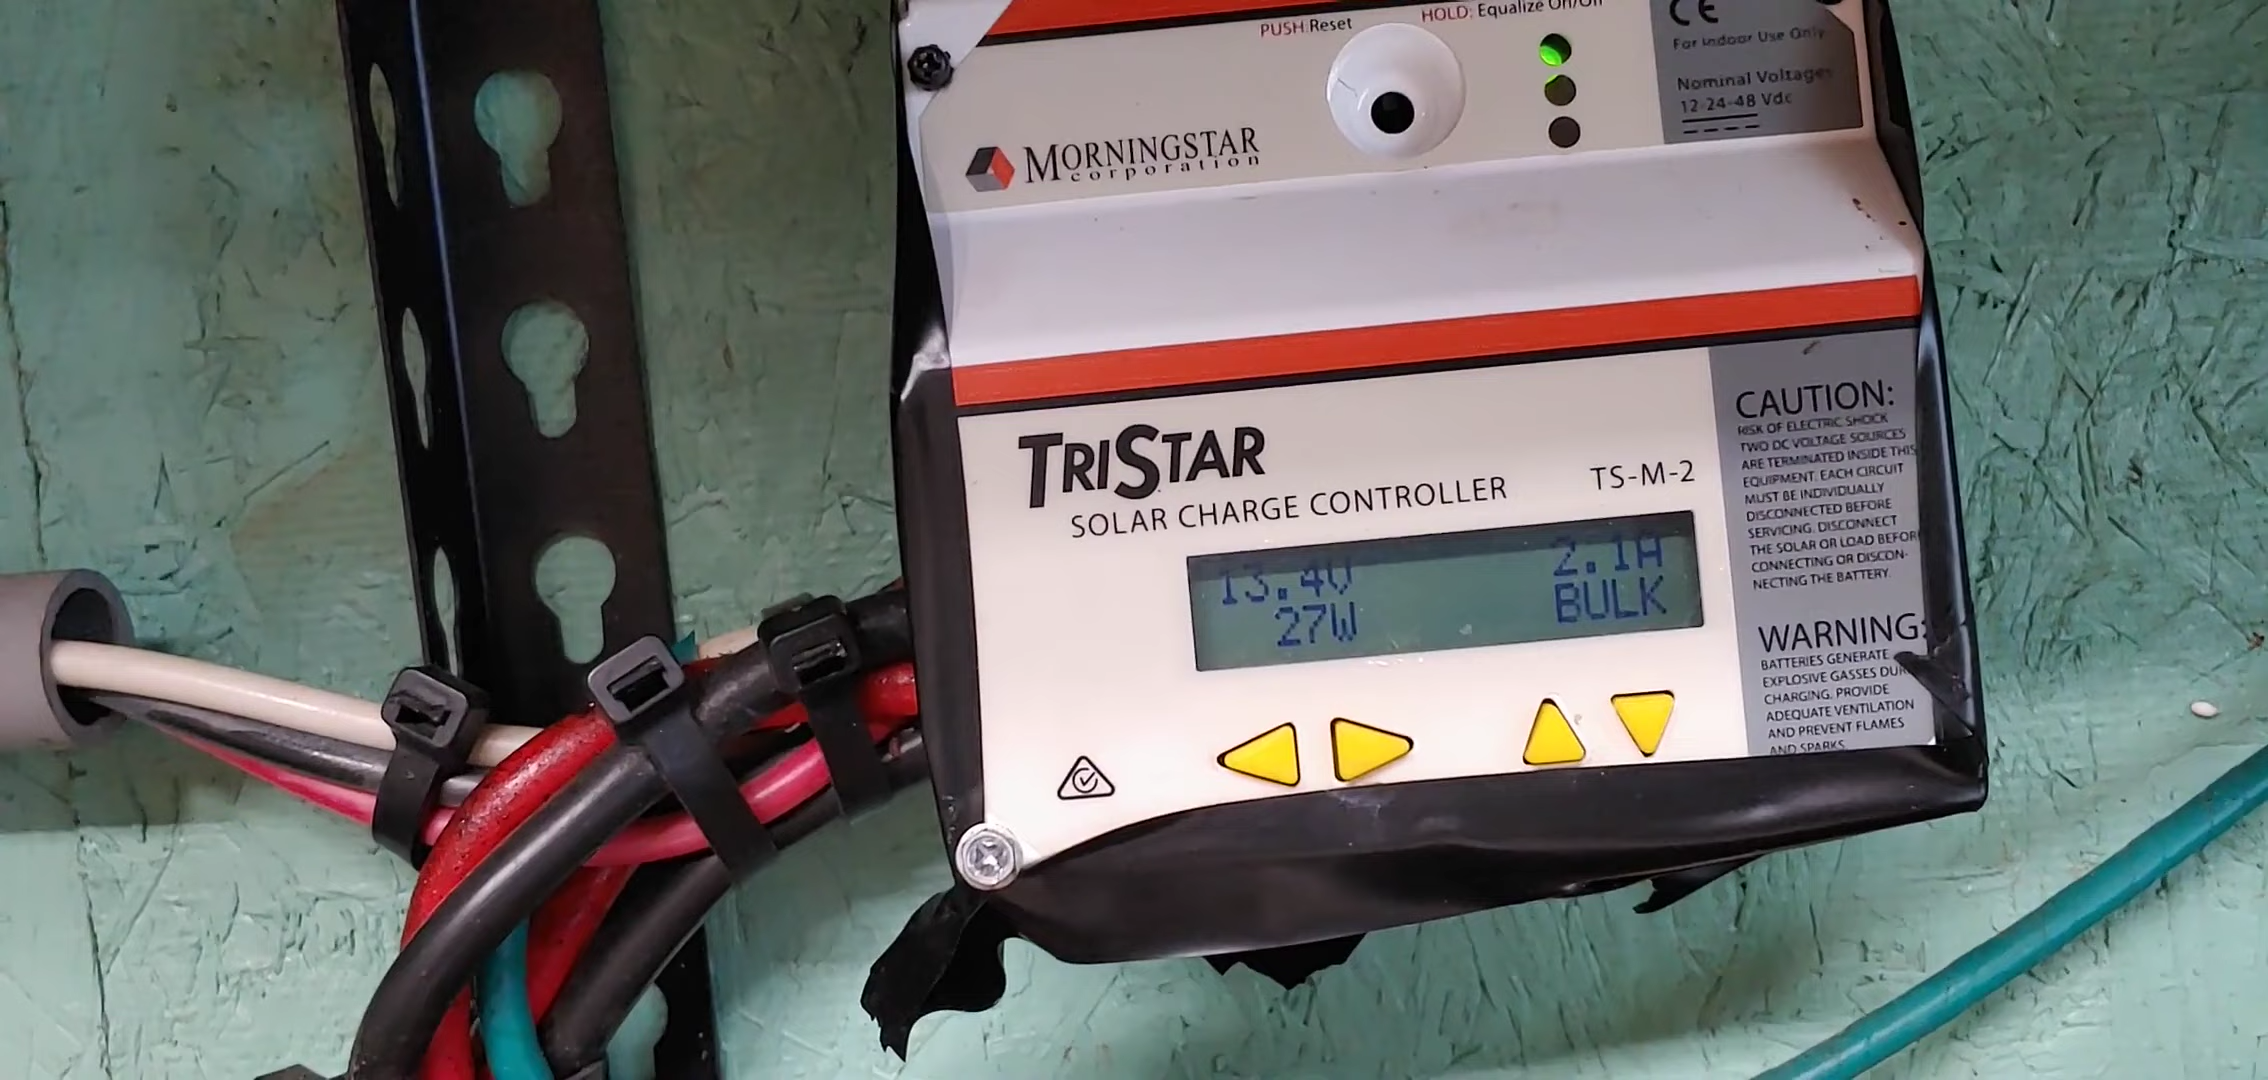 PUSH:Reset
HOLD: Equalize On/Off
CE
For Indoor Use Only
Nominal Voltages
12-24-48 Vdc
MORNINGSTAR
corporation
TRISTAR
SOLAR CHARGE CONTROLLER
TS-M-2
13.4V 2.1A
27W BULK
CAUTION:
RISK OF ELECTRIC SHOCK
TWO DC VOLTAGE SOURCES
ARE TERMINATED INSIDE THIS
EQUIPMENT. EACH CIRCUIT
MUST BE INDIVIDUALLY
DISCONNECTED BEFORE
SERVICING. DISCONNECT
THE SOLAR OR LOAD BEFOR
CONNECTING OR DISCON-
NECTING THE BATTERY.
WARNING:
BATTERIES GENERATE
EXPLOSIVE GASSES DUR
CHARGING. PROVIDE
ADEQUATE VENTILATION
AND PREVENT FLAMES
AND SPARKS